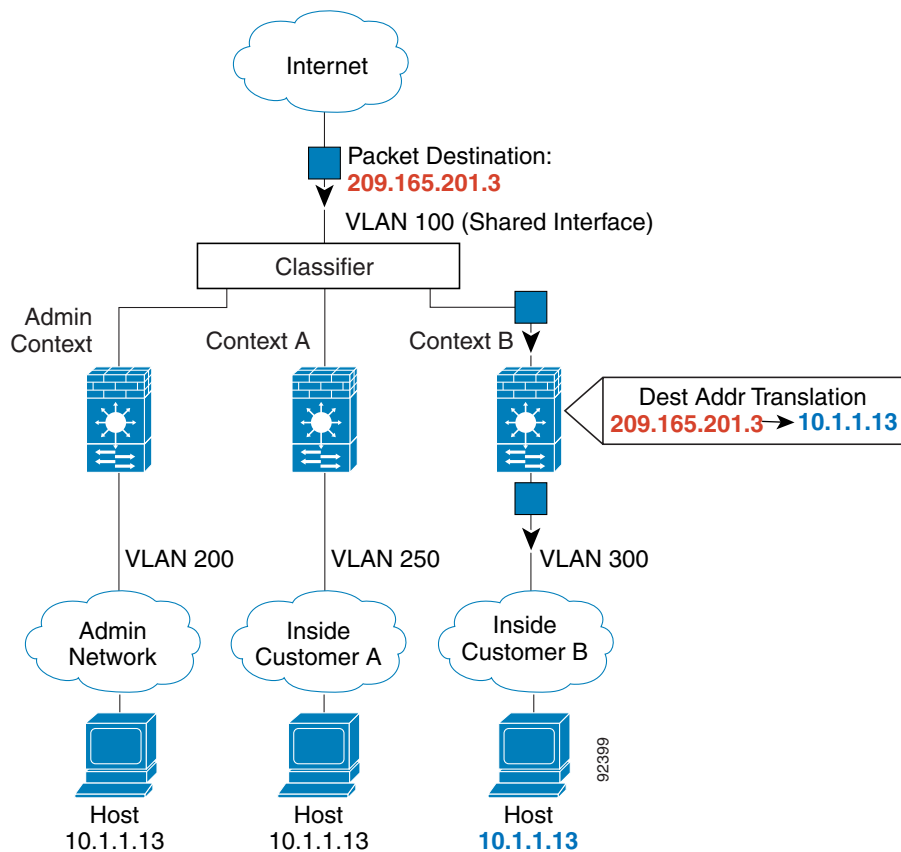 Internet
Packet Destination:
209.165.201.3
VLAN 100 (Shared Interface)
Classifier
Admin
Context
Context A
Context B
Dest Addr Translation
209.165.201.3 10.1.1.13
VLAN 200
VLAN 250
VLAN 300
Admin
Network
Inside
Customer A
Inside
Customer B
92399
Host
10.1.1.13
Host
10.1.1.13
Host
10.1.1.13